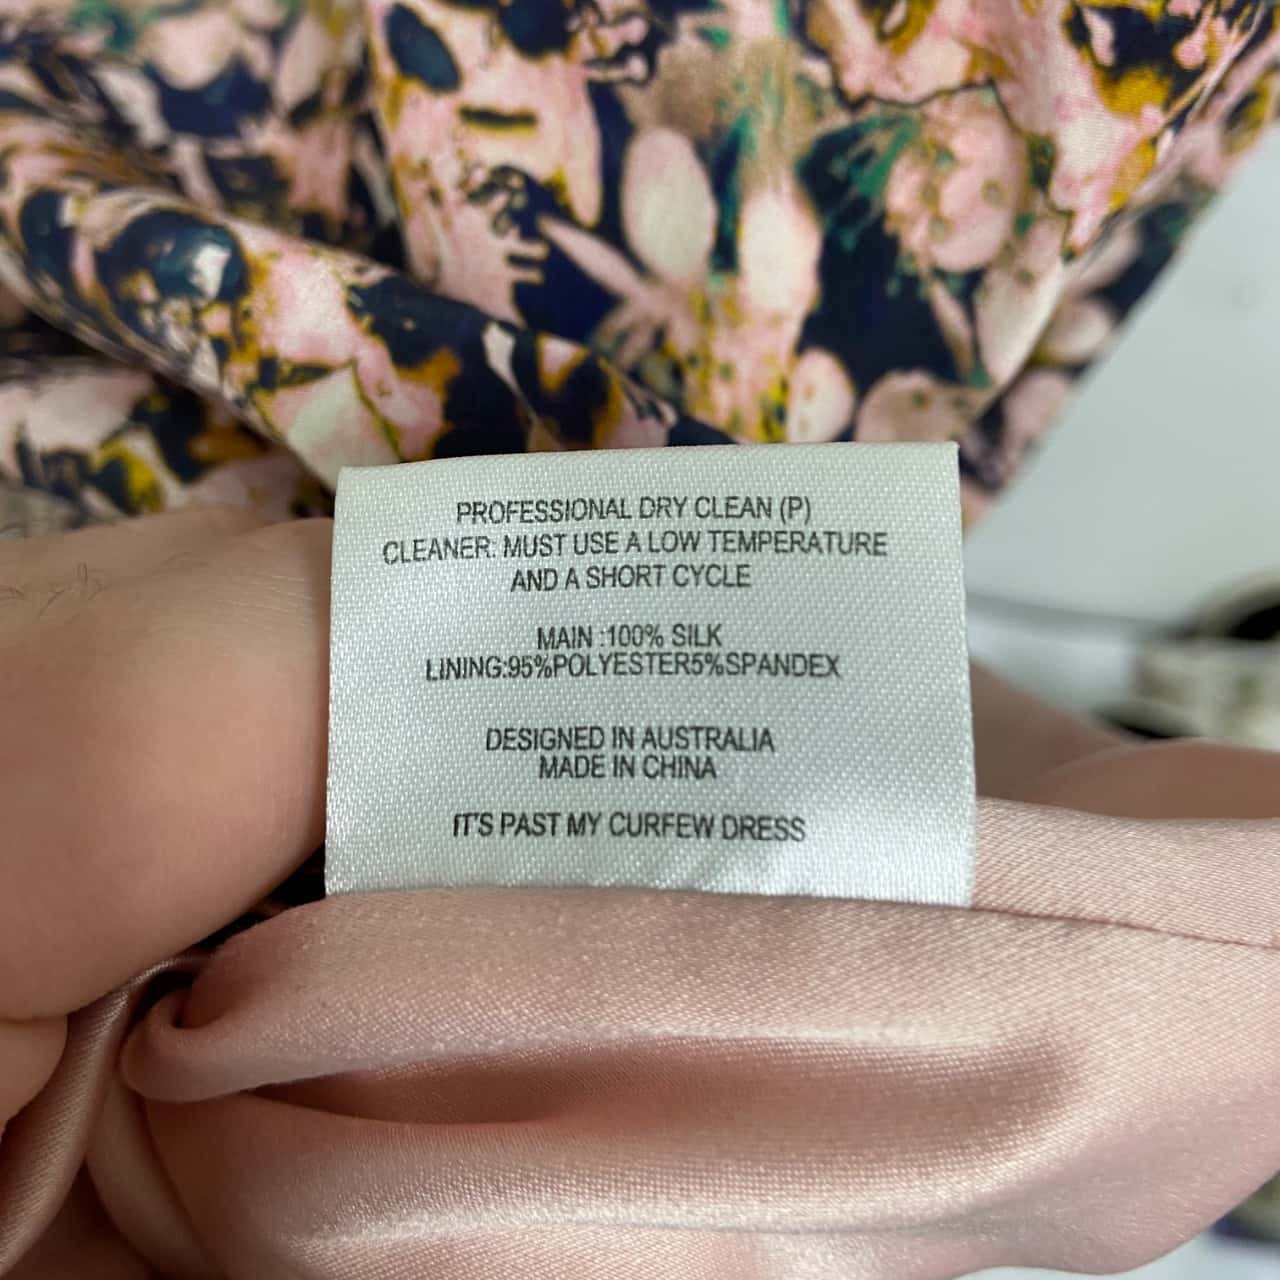 PROFESSIONAL DRY CLEAN (P)
CLEANER: MUST USE A LOW TEMPERATURE
AND A SHORT CYCLE
MAIN :100% SILK
LINING:95%POLYESTER5%SPANDEX
DESIGNED IN AUSTRALIA
MADE IN CHINA
IT'S PAST MY CURFEW DRESS